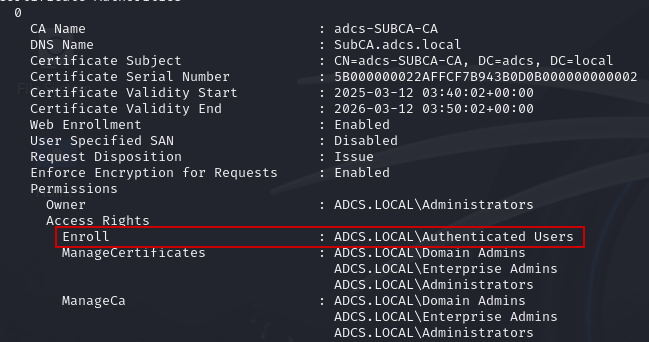 0
CA Name : adcs-SUBCA-CA
DNS Name : SubCA.adcs.local
Certificate Subject : CN=adcs-SUBCA-CA, DC=adcs, DC=local
Certificate Serial Number : 5B000000022AFFCF7B943B0D0B000000000002
Certificate Validity Start : 2025-03-12 03:40:02+00:00
Certificate Validity End : 2026-03-12 03:50:02+00:00
Web Enrollment : Enabled
User Specified SAN : Disabled
Request Disposition : Issue
Enforce Encryption for Requests : Enabled
Permissions
Owner : ADCS.LOCAL\Administrators
Access Rights
Enroll : ADCS.LOCAL\Authenticated Users
ManageCertificates : ADCS.LOCAL\Domain Admins
ADCS.LOCAL\Enterprise Admins
ADCS.LOCAL\Administrators
ManageCa : ADCS.LOCAL\Domain Admins
ADCS.LOCAL\Enterprise Admins
ADCS.LOCAL\Administrators